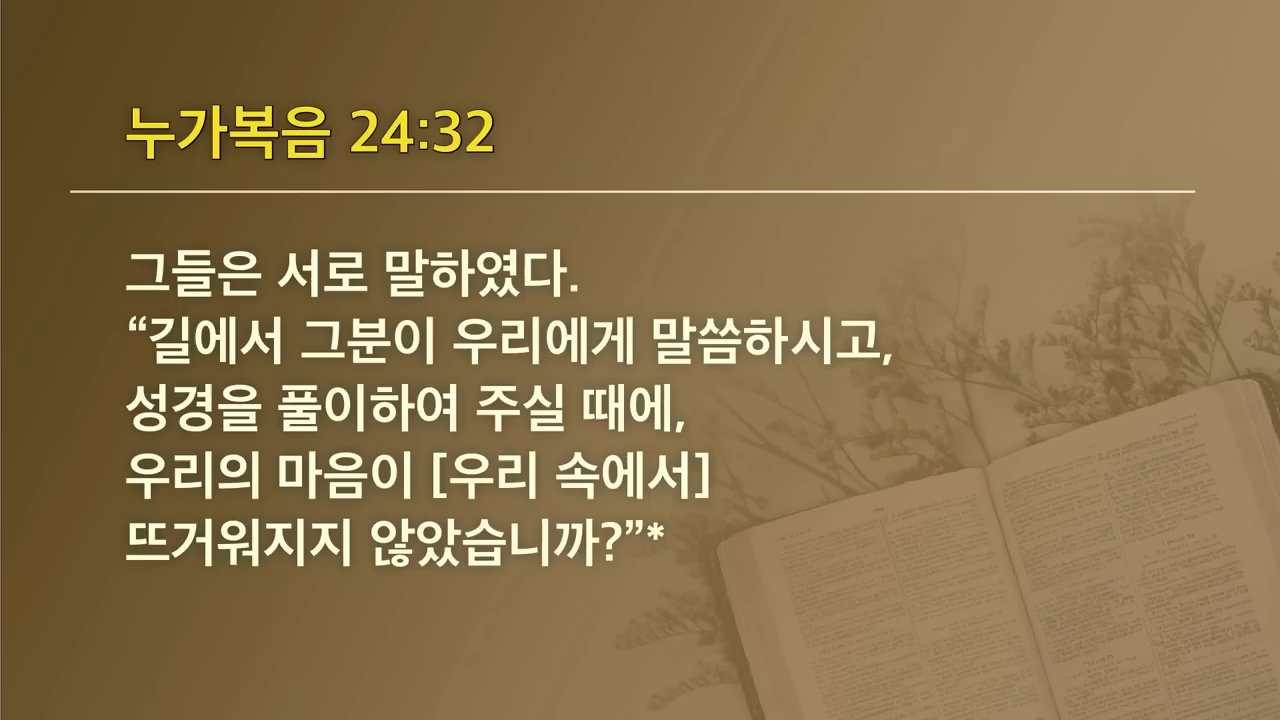 누가복음 24:32
그들은 서로 말하였다.
“길에서 그분이 우리에게 말씀하시고,
성경을 풀이하여 주실 때에,
우리의 마음이 [우리 속에서]
뜨거워지지 않았습니까?”*